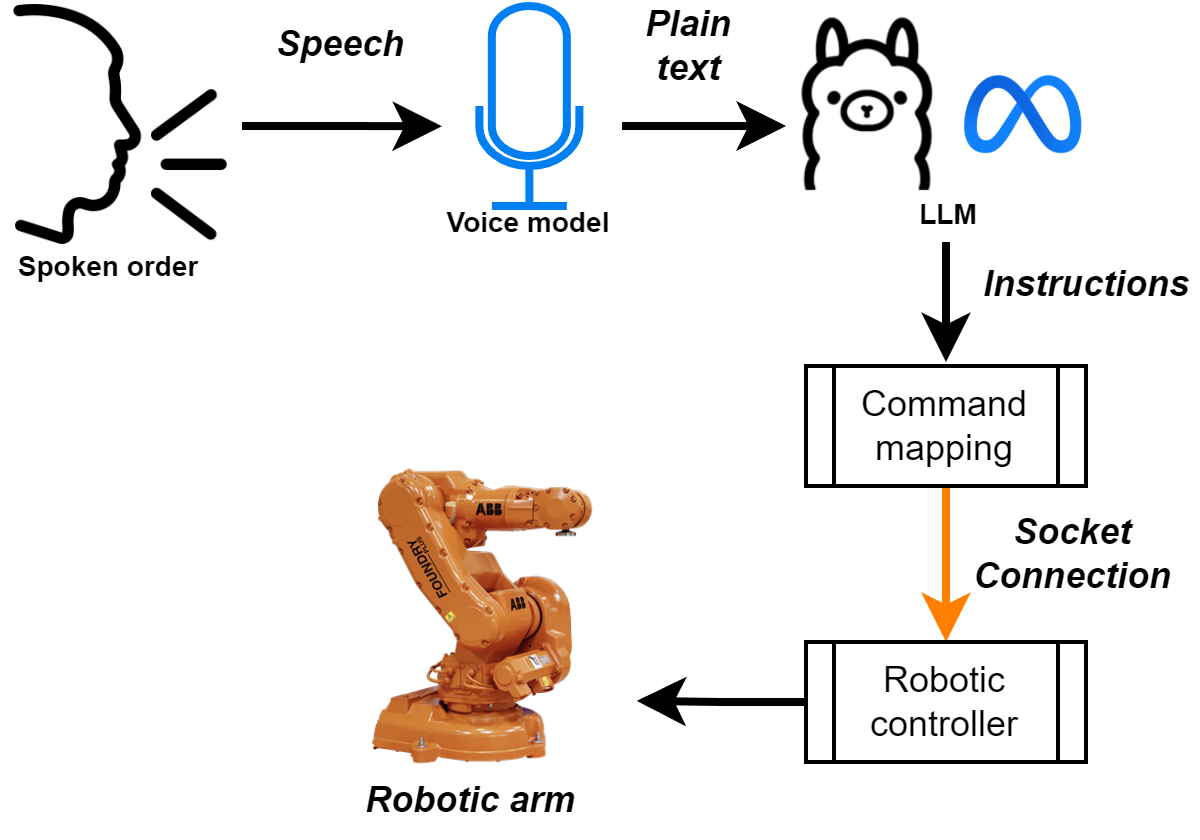 Speech
Plain
text
Voice model
LLM
Spoken order
Instructions
Command
mapping
ABB
FOUNDRY
PLUS
Socket
Connection
ABB
Robotic
controller
Robotic arm